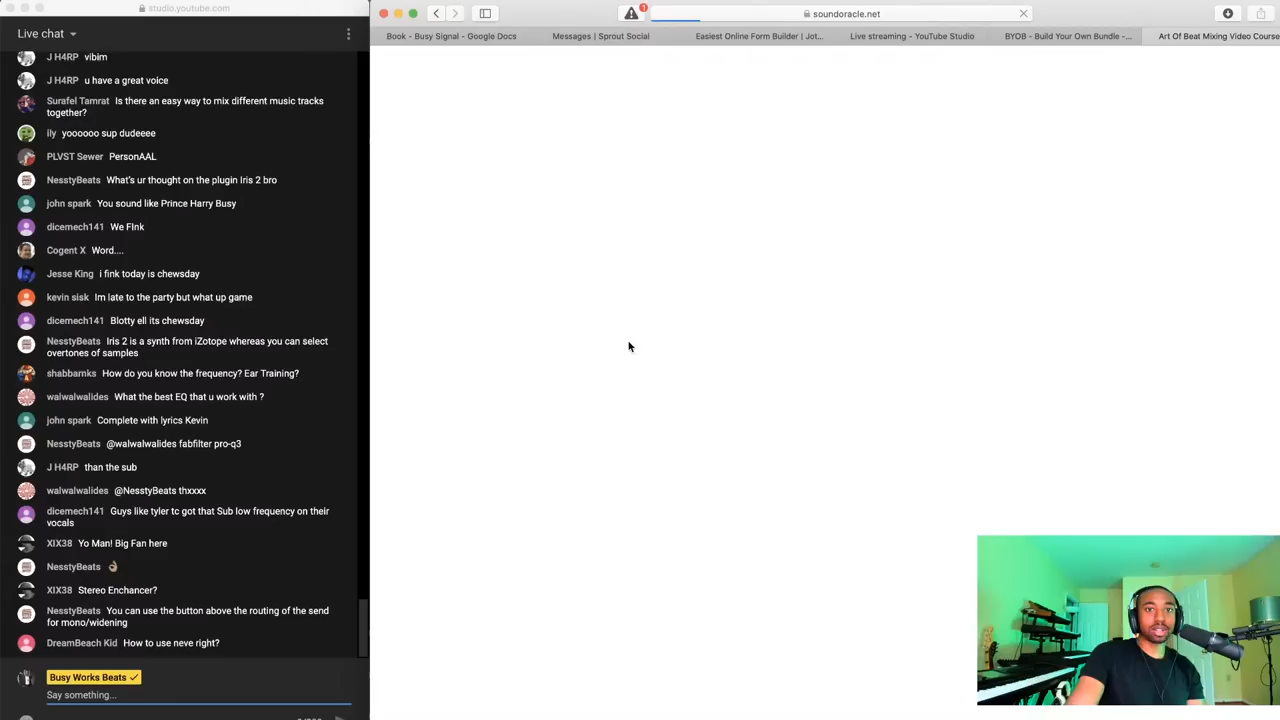 studio.youtube.com
Live chat
J H4RP vibim
J H4RP u have a great voice
Surafel Tamrat Is there an easy way to mix different music tracks
together?
ily yoooooo sup dudeeee
PLVST Sewer PersonAAL
NesstyBeats What's ur thought on the plugin Iris 2 bro
john spark You sound like Prince Harry Busy
dicemech141 We FInk
Cogent X Word....
Jesse King i fink today is chewsday
kevin sisk Im late to the party but what up game
dicemech141 Blotty ell its chewsday
NesstyBeats Iris 2 is a synth from iZotope whereas you can select
overtones of samples
shabbarnks How do you know the frequency? Ear Training?
walwalwalides What the best EQ that u work with ?
john spark Complete with lyrics Kevin
NesstyBeats @walwalwalides fabfilter pro-q3
J H4RP than the sub
walwalwalides @NesstyBeats thxxxx
dicemech141 Guys like tyler tc got that Sub low frequency on their
vocals
XIX38 Yo Man! Big Fan here
NesstyBeats 👌🏽
XIX38 Stereo Enchancer?
NesstyBeats You can use the button above the routing of the send
for mono/widening
DreamBeach Kid How to use neve right?
Busy Works Beats
Say something...
1
soundoracle.net
Book - Busy Signal - Google Docs
Messages | Sprout Social
Easiest Online Form Builder | Jot...
Live streaming - YouTube Studio
BYOB - Build Your Own Bundle -...
Art Of Beat Mixing Video Course